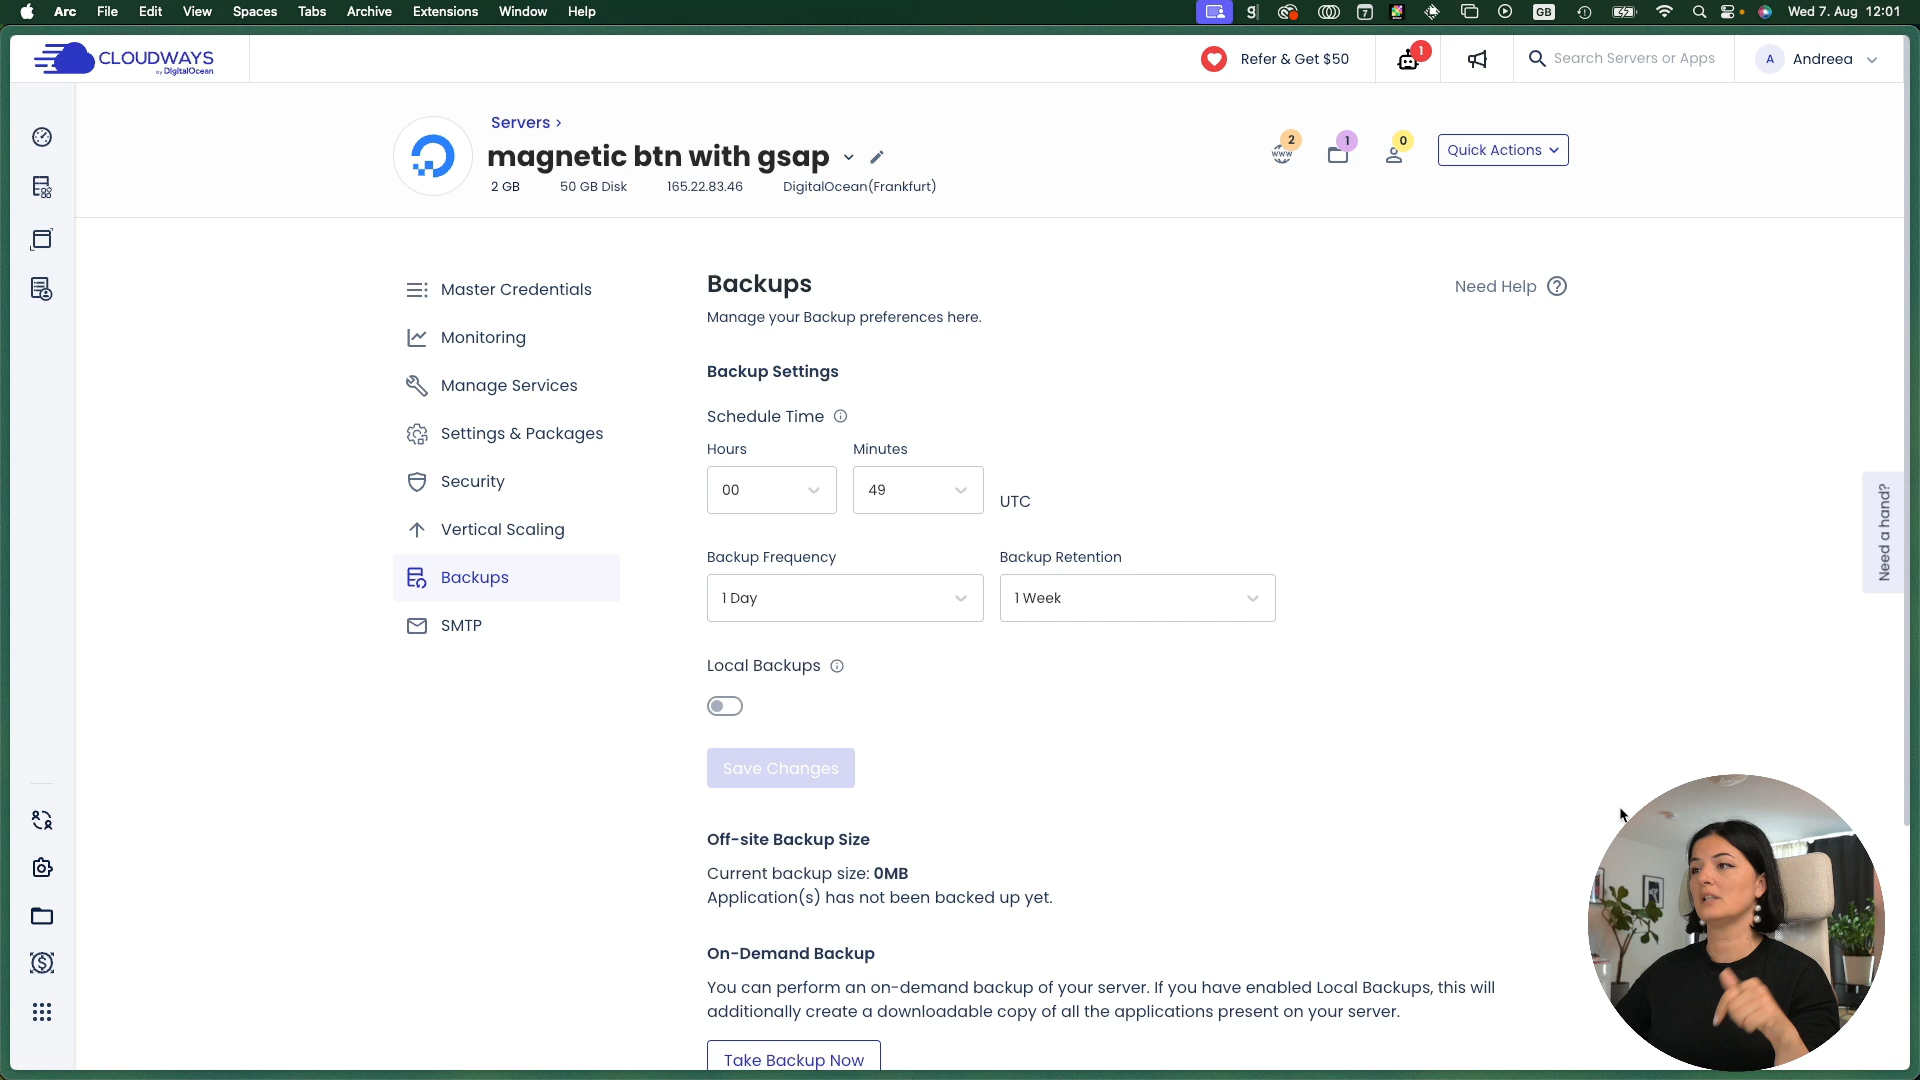 Arc File Edit View Spaces Tabs Archive Extensions Window Help
7 GB Wed 7. Aug 12:01
CLOUDWAYS
by DigitalOcean
Refer & Get $50
1
Search Servers or Apps
A Andreea
Servers ›
magnetic btn with gsap
2 GB 50 GB Disk 165.22.83.46 DigitalOcean(Frankfurt)
www 2 1 0
Quick Actions
Master Credentials
Monitoring
Manage Services
Settings & Packages
Security
Vertical Scaling
Backups
SMTP
Backups
Need Help
Manage your Backup preferences here.
Backup Settings
Schedule Time
Hours Minutes
00 49 UTC
Backup Frequency Backup Retention
1 Day 1 Week
Local Backups
Save Changes
Off-site Backup Size
Current backup size: 0MB
Application(s) has not been backed up yet.
On-Demand Backup
You can perform an on-demand backup of your server. If you have enabled Local Backups, this will
additionally create a downloadable copy of all the applications present on your server.
Take Backup Now
Need a hand?